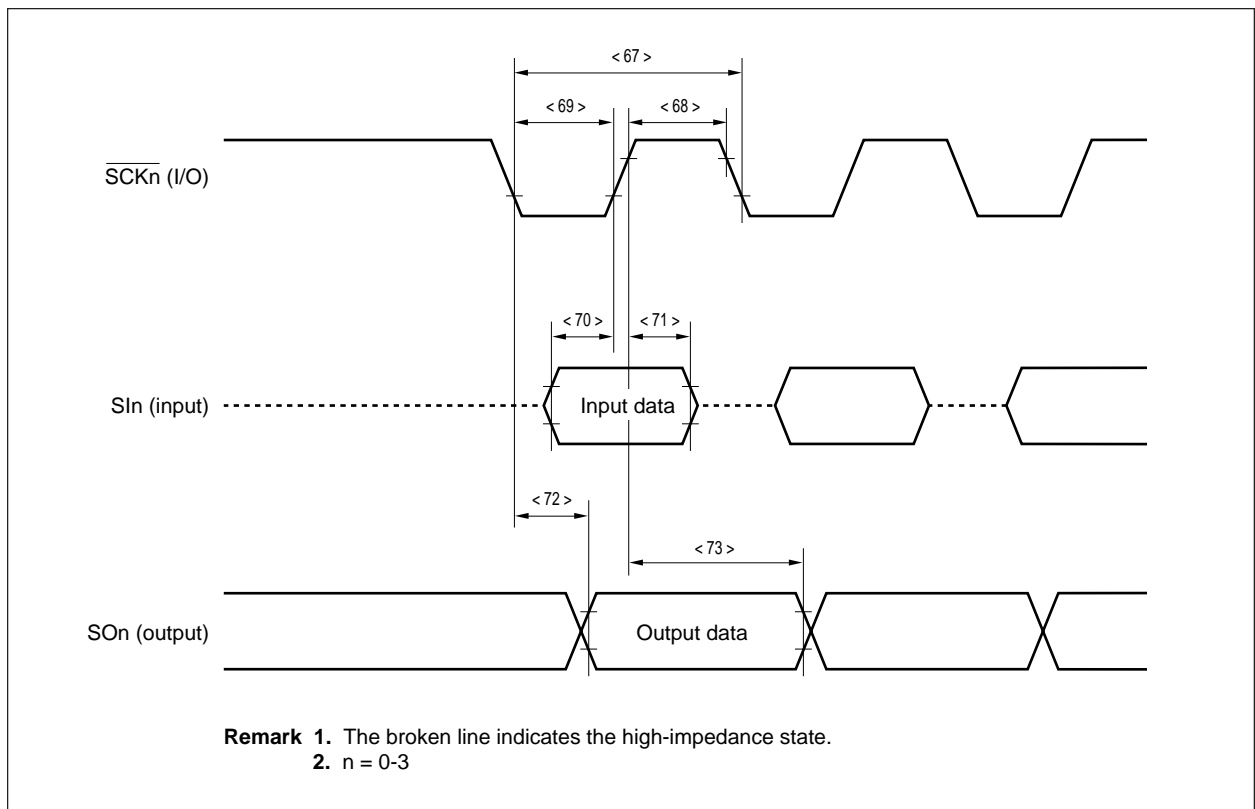 < 67 >
< 69 > < 68 >
SCKn (I/O)
< 70 > < 71 >
SIn (input) Input data
< 72 >
< 73 >
SOn (output) Output data
Remark 1. The broken line indicates the high-impedance state.
2. n = 0-3